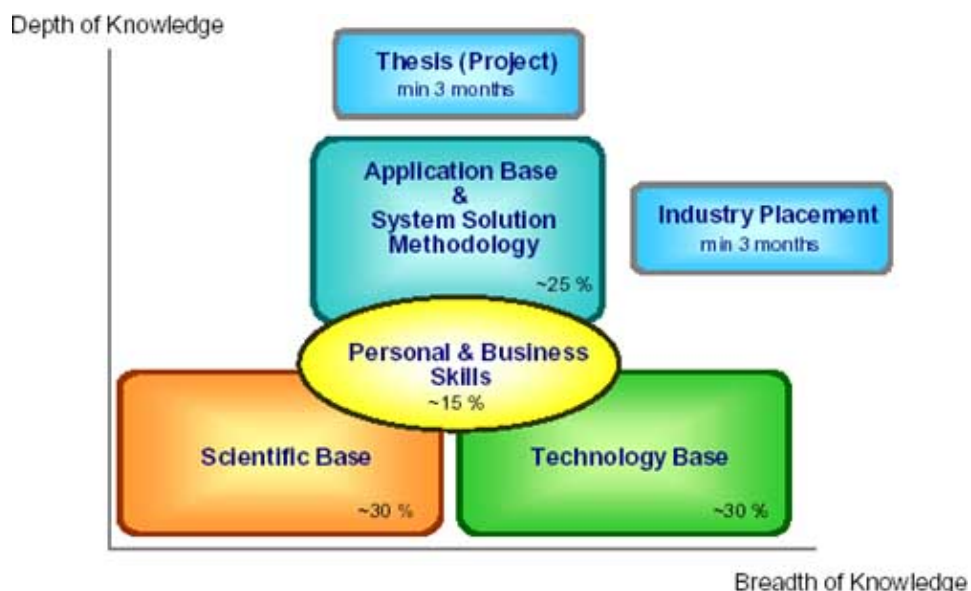 Depth of Knowledge
Thesis (Project)
min 3 months
Application Base
&
System Solution
Methodology
~25 %
Industry Placement
min 3 months
Personal & Business
Skills
~15 %
Scientific Base
~30 %
Technology Base
~30 %
Breadth of Knowledge